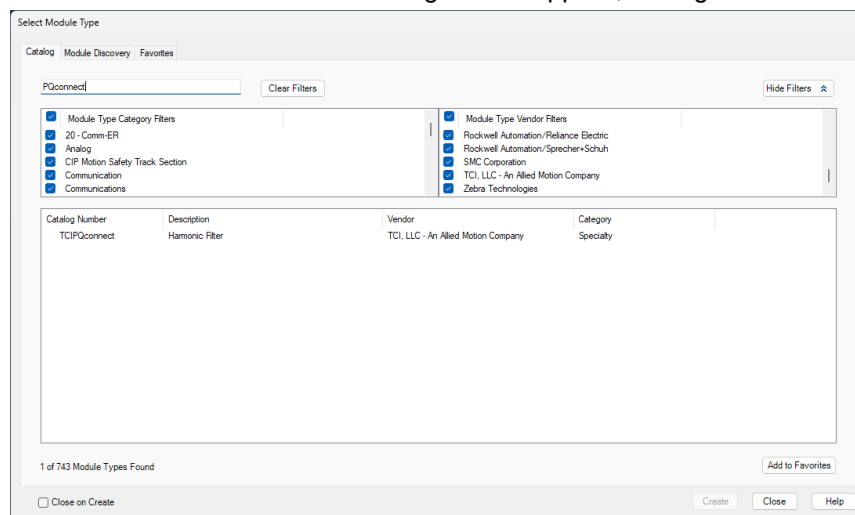 Select Module Type
Catalog Module Discovery Favorites
PQconnect
Clear Filters
Hide Filters
Module Type Category Filters
20 - Comm-ER
Analog
CIP Motion Safety Track Section
Communication
Communications
Module Type Vendor Filters
Rockwell Automation/Reliance Electric
Rockwell Automation/Sprecher+Schuh
SMC Corporation
TCI, LLC - An Allied Motion Company
Zebra Technologies
Catalog Number Description Vendor Category
TCIPQconnect Harmonic Filter TCI, LLC - An Allied Motion Company Specialty
1 of 743 Module Types Found
Add to Favorites
Close on Create
Create Close Help